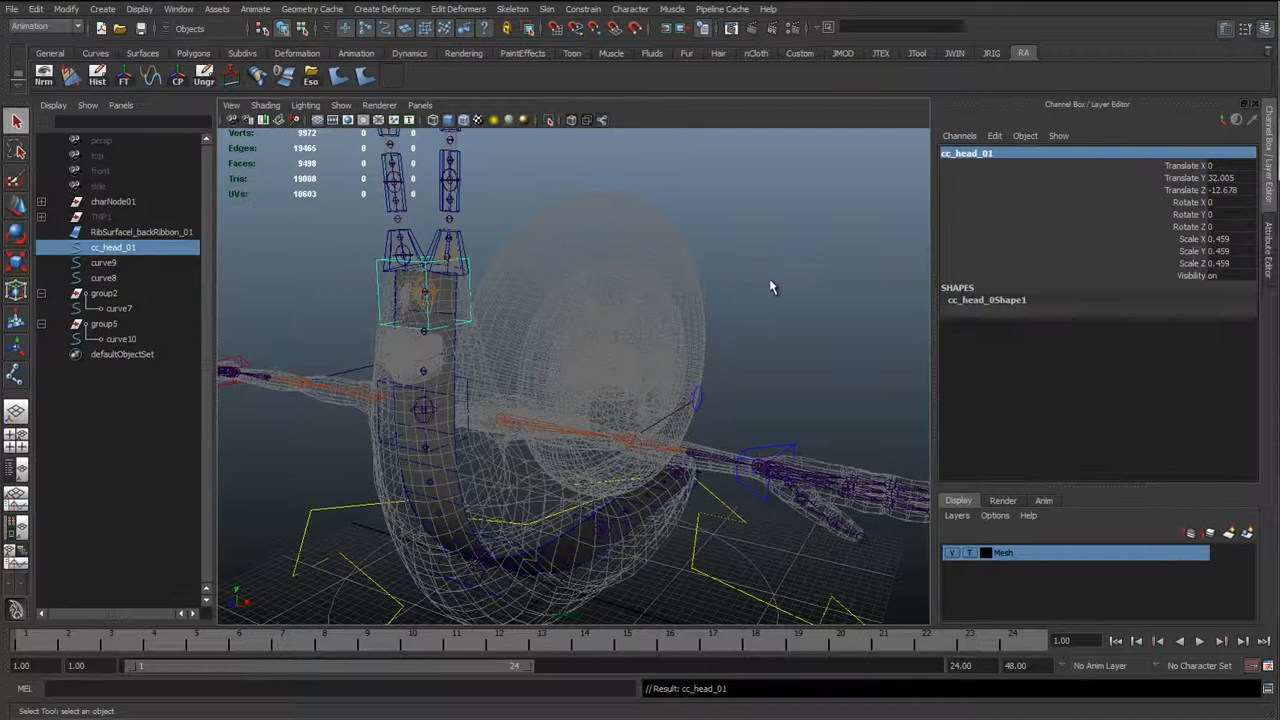 File Edit Modify Create Display Window Assets Animate Geometry Cache Create Deformers Edit Deformers Skeleton Skin Constrain Character Muscle Pipeline Cache Help
Animation Objects
General Curves Surfaces Polygons Subdivs Deformation Animation Dynamics Rendering PaintEffects Toon Muscle Fluids Fur Hair nCloth Custom JMOD JTEX JTool JWIN JRIG RA
Nrm Hist FT CP Ungr Eso
Display Show Panels
View Shading Lighting Show Renderer Panels
Channel Box / Layer Editor
Channels Edit Object Show
persp
top
front
side
charNode01
TMP1
RibSurfacel_backRibbon_01
cc_head_01
curve9
curve8
group2
curve7
group5
curve10
defaultObjectSet
Verts: 9972 0 0
Edges: 19465 0 0
Faces: 9498 0 0
Tris: 19008 0 0
UVs: 10603 0 0
cc_head_01
Translate X 0
Translate Y 32.005
Translate Z -12.678
Rotate X 0
Rotate Y 0
Rotate Z 0
Scale X 0.459
Scale Y 0.459
Scale Z 0.459
Visibility on
SHAPES
cc_head_0Shape1
Channel Box / Layer Editor
Attribute Editor
Display Render Anim
Layers Options Help
V T Mesh
1 2 3 4 5 6 7 8 9 10 11 12 13 14 15 16 17 18 19 20 21 22 23 24 1.00
1.00 1.00 1 24 24.00 48.00 No Anim Layer No Character Set
MEL // Result: cc_head_01
Select Tool: select an object